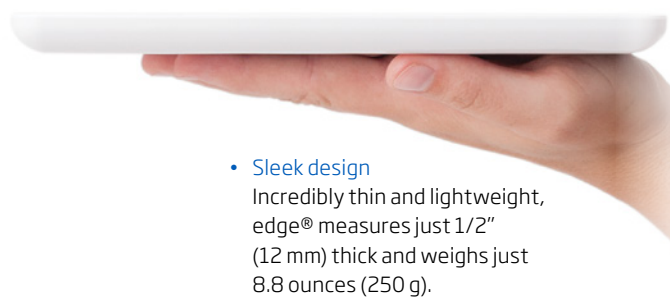 • Sleek design
Incredibly thin and lightweight,
edge® measures just 1/2"
(12 mm) thick and weighs just
8.8 ounces (250 g).